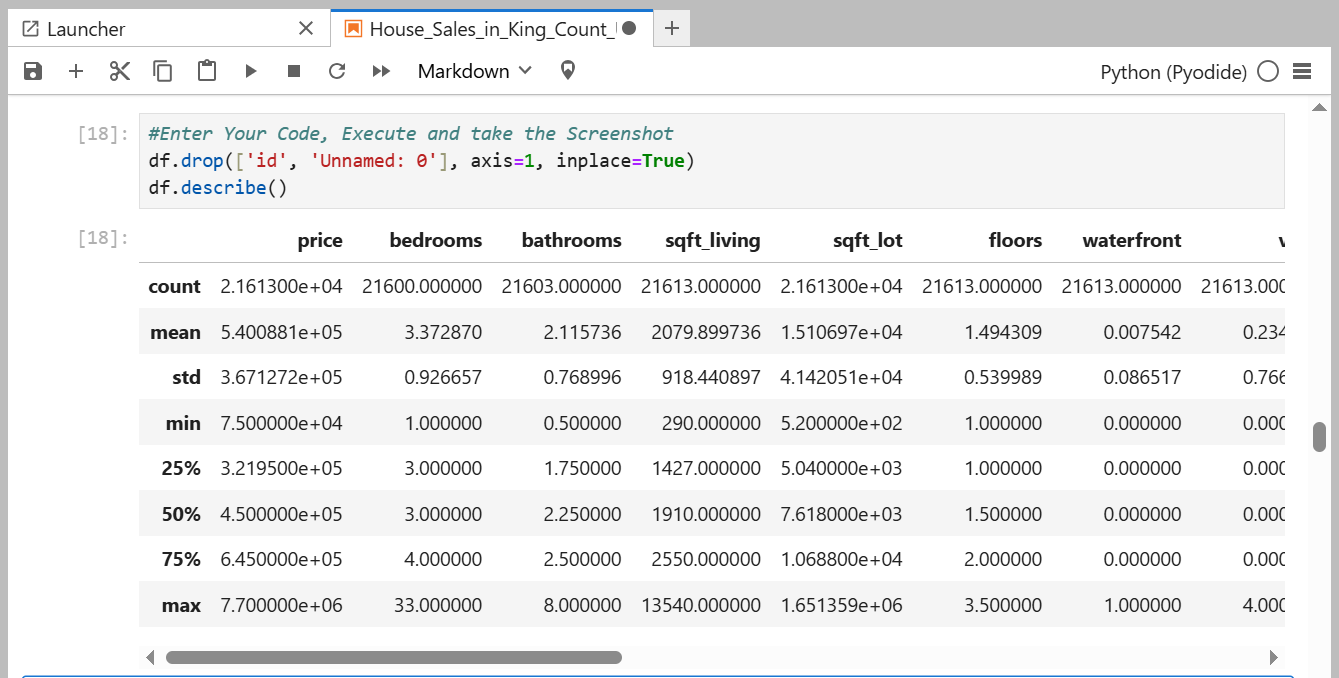 Launcher
House_Sales_in_King_Count_
Markdown
Python (Pyodide)
[18]: #Enter Your Code, Execute and take the Screenshot
df.drop(['id', 'Unnamed: 0'], axis=1, inplace=True)
df.describe()
[18]: price bedrooms bathrooms sqft_living sqft_lot floors waterfront
count 2.161300e+04 21600.000000 21603.000000 21613.000000 2.161300e+04 21613.000000 21613.000000 21613.000
mean 5.400881e+05 3.372870 2.115736 2079.899736 1.510697e+04 1.494309 0.007542 0.234
std 3.671272e+05 0.926657 0.768996 918.440897 4.142051e+04 0.539989 0.086517 0.766
min 7.500000e+04 1.000000 0.500000 290.000000 5.200000e+02 1.000000 0.000000 0.000
25% 3.219500e+05 3.000000 1.750000 1427.000000 5.040000e+03 1.000000 0.000000 0.000
50% 4.500000e+05 3.000000 2.250000 1910.000000 7.618000e+03 1.500000 0.000000 0.000
75% 6.450000e+05 4.000000 2.500000 2550.000000 1.068800e+04 2.000000 0.000000 0.000
max 7.700000e+06 33.000000 8.000000 13540.000000 1.651359e+06 3.500000 1.000000 4.000